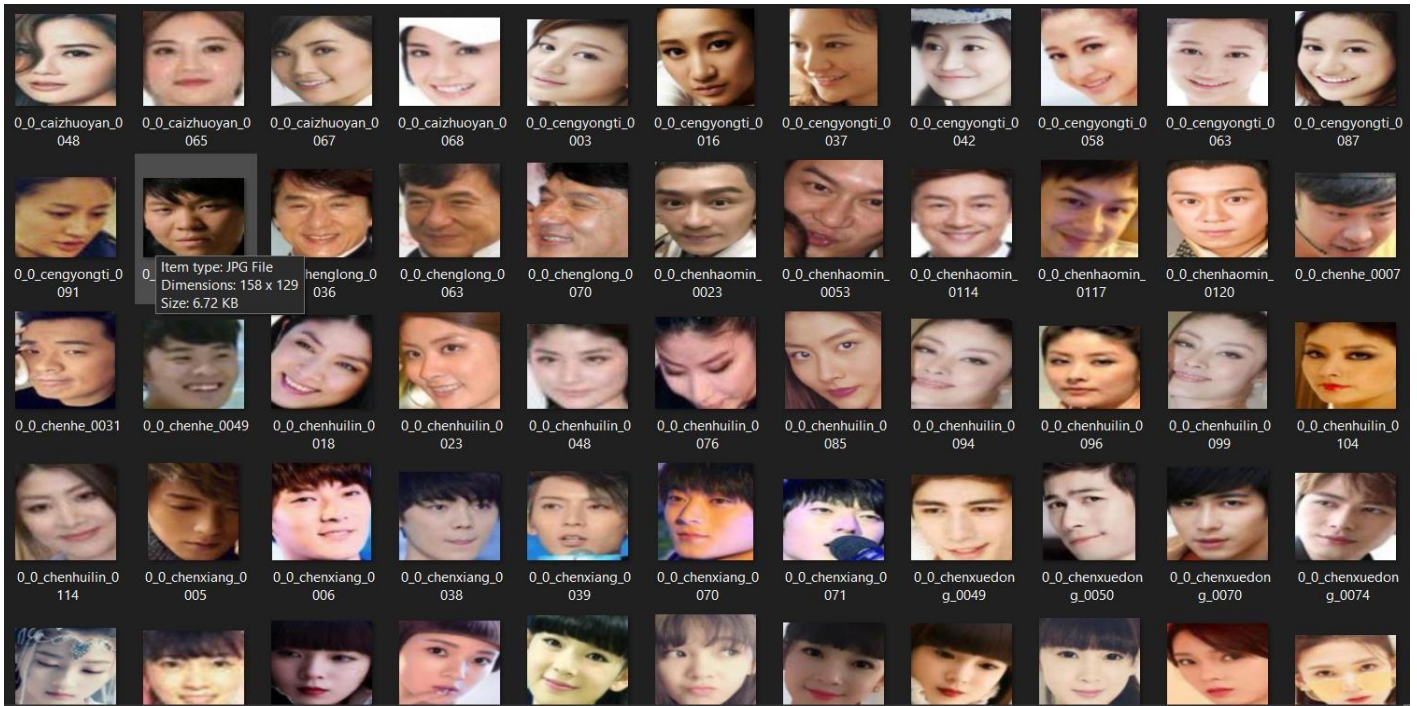 0_0_caizhuoyan_0
048
0_0_caizhuoyan_0
065
0_0_caizhuoyan_0
067
0_0_caizhuoyan_0
068
0_0_cengyongti_0
003
0_0_cengyongti_0
016
0_0_cengyongti_0
037
0_0_cengyongti_0
042
0_0_cengyongti_0
058
0_0_cengyongti_0
063
0_0_cengyongti_0
087
0_0_cengyongti_0
091
0_
Item type: JPG File
Dimensions: 158 x 129
Size: 6.72 KB
henglong_0
036
0_0_chenglong_0
063
0_0_chenglong_0
070
0_0_chenhaomin_
0023
0_0_chenhaomin_
0053
0_0_chenhaomin_
0114
0_0_chenhaomin_
0117
0_0_chenhaomin_
0120
0_0_chenhe_0007
0_0_chenhe_0031
0_0_chenhe_0049
0_0_chenhuilin_0
018
0_0_chenhuilin_0
023
0_0_chenhuilin_0
048
0_0_chenhuilin_0
076
0_0_chenhuilin_0
085
0_0_chenhuilin_0
094
0_0_chenhuilin_0
096
0_0_chenhuilin_0
099
0_0_chenhuilin_0
104
0_0_chenhuilin_0
114
0_0_chenxiang_0
005
0_0_chenxiang_0
006
0_0_chenxiang_0
038
0_0_chenxiang_0
039
0_0_chenxiang_0
070
0_0_chenxiang_0
071
0_0_chenxuedon
g_0049
0_0_chenxuedon
g_0050
0_0_chenxuedon
g_0070
0_0_chenxuedon
g_0074